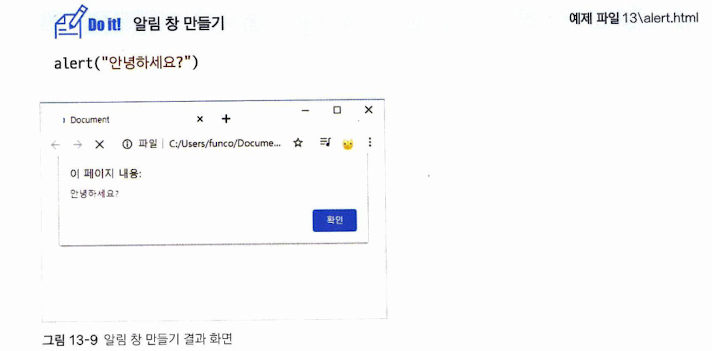 Do it! 알림 창 만들기
예제 파일 13\alert.html
alert("안녕하세요?")
Document
파일 | C:/Users/funco/Docume...
이 페이지 내용:
안녕하세요?
확인
그림 13-9 알림 창 만들기 결과 화면